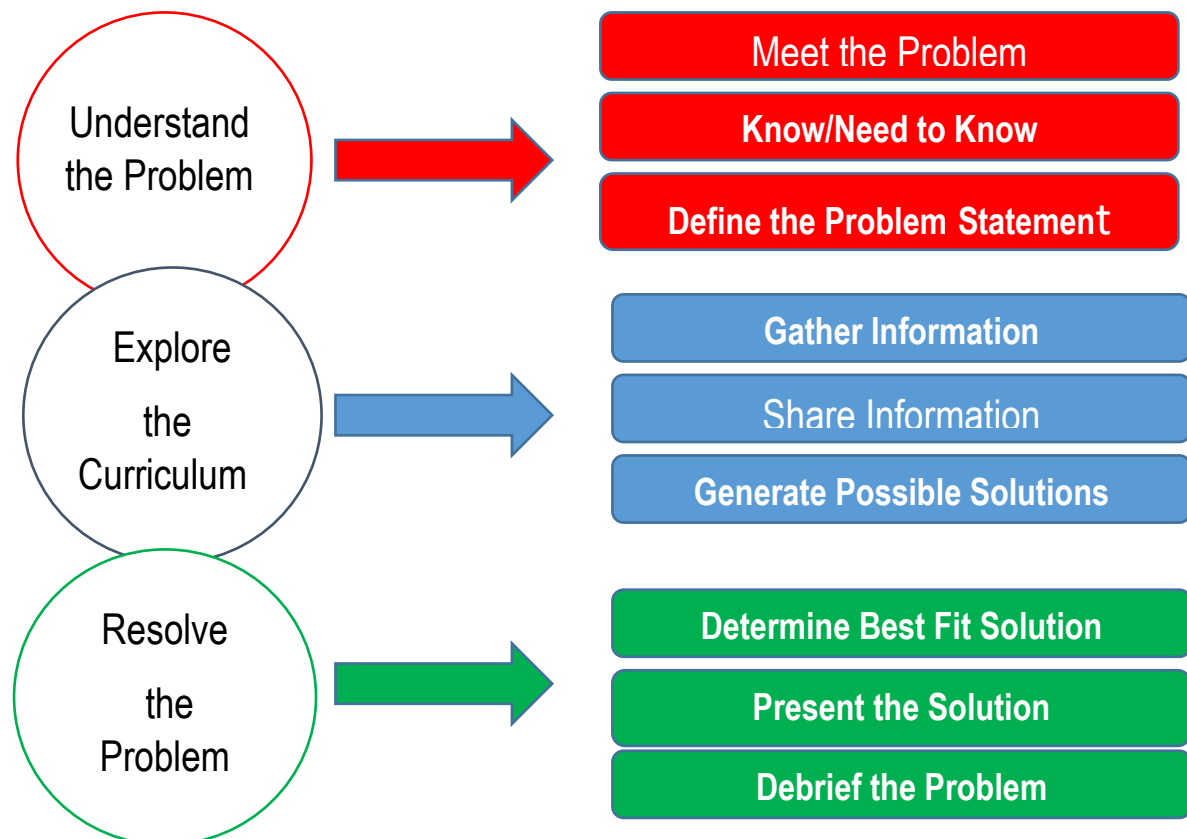 Understand
the Problem
Meet the Problem
Know/Need to Know
Define the Problem Statement
Explore
the
Curriculum
Gather Information
Share Information
Generate Possible Solutions
Resolve
the
Problem
Determine Best Fit Solution
Present the Solution
Debrief the Problem